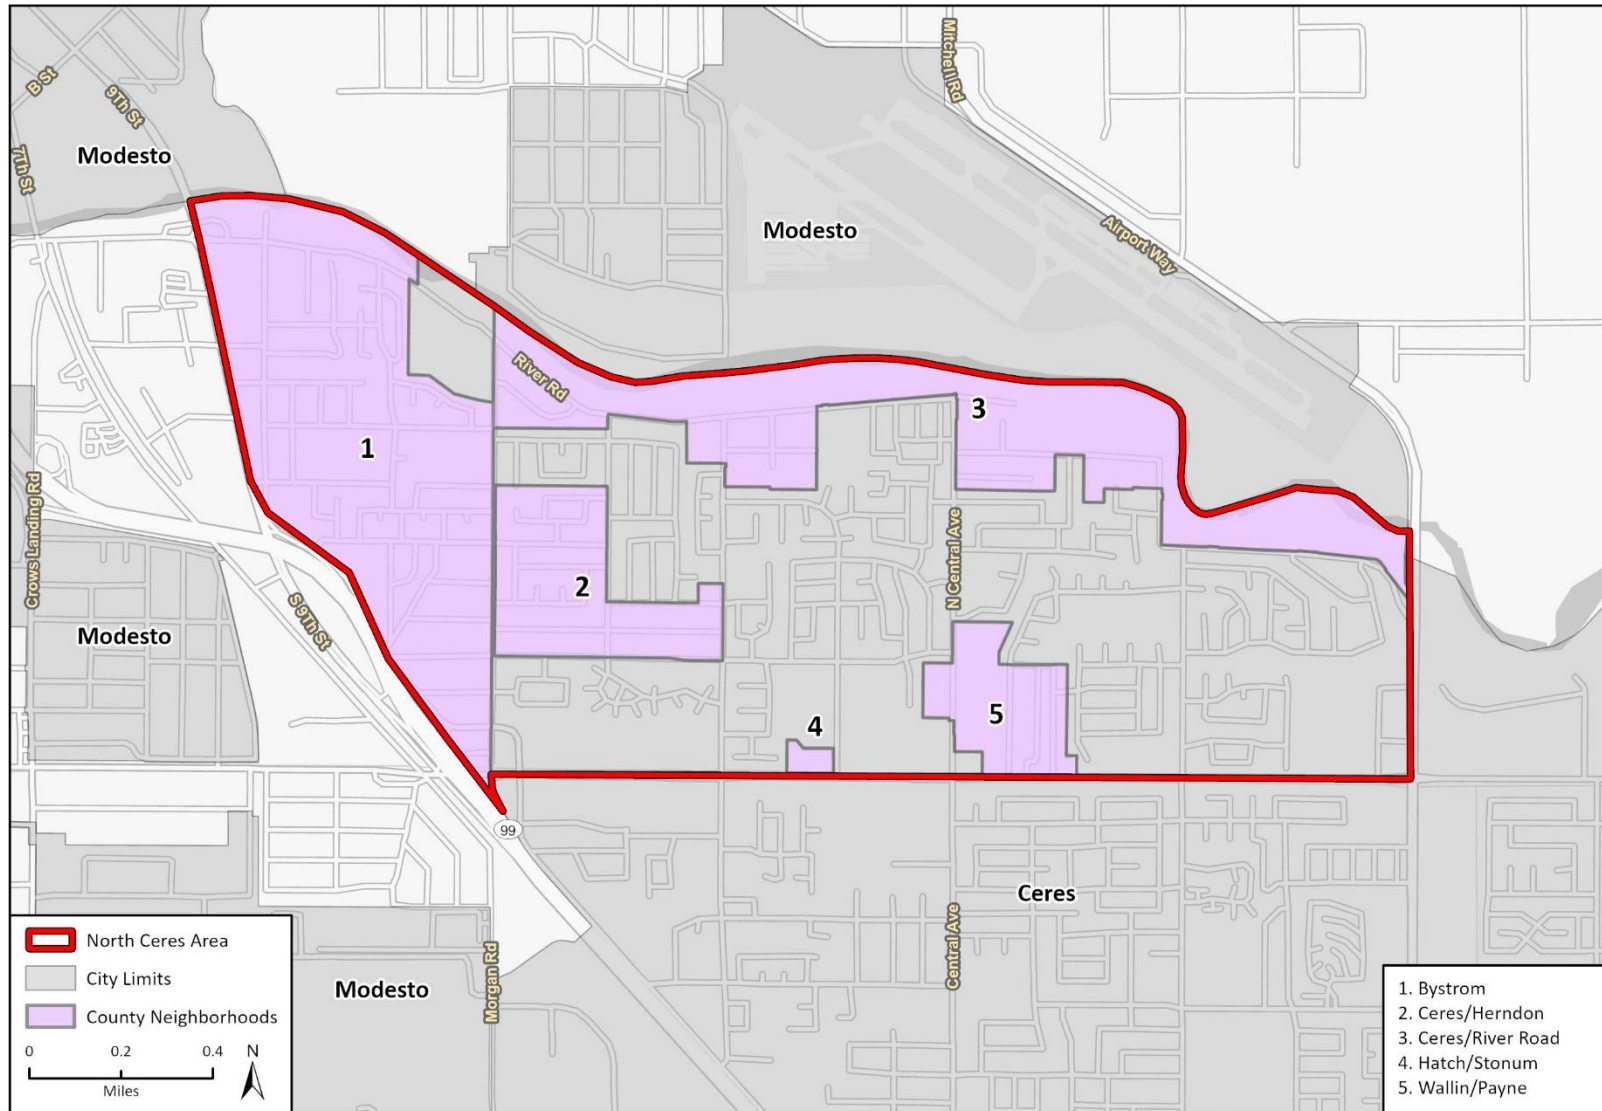 B St
9Th St
7Th St
Modesto
Mitchell Rd
Modesto
Airport Way
River Rd
3
1
Crows Landing Rd
2
N Central Ave
S 9Th St
Modesto
4
5
99
Ceres
Central Ave
Morgan Rd
Modesto
North Ceres Area
City Limits
County Neighborhoods
0 0.2 0.4
Miles
N
1. Bystrom
2. Ceres/Herndon
3. Ceres/River Road
4. Hatch/Stonum
5. Wallin/Payne